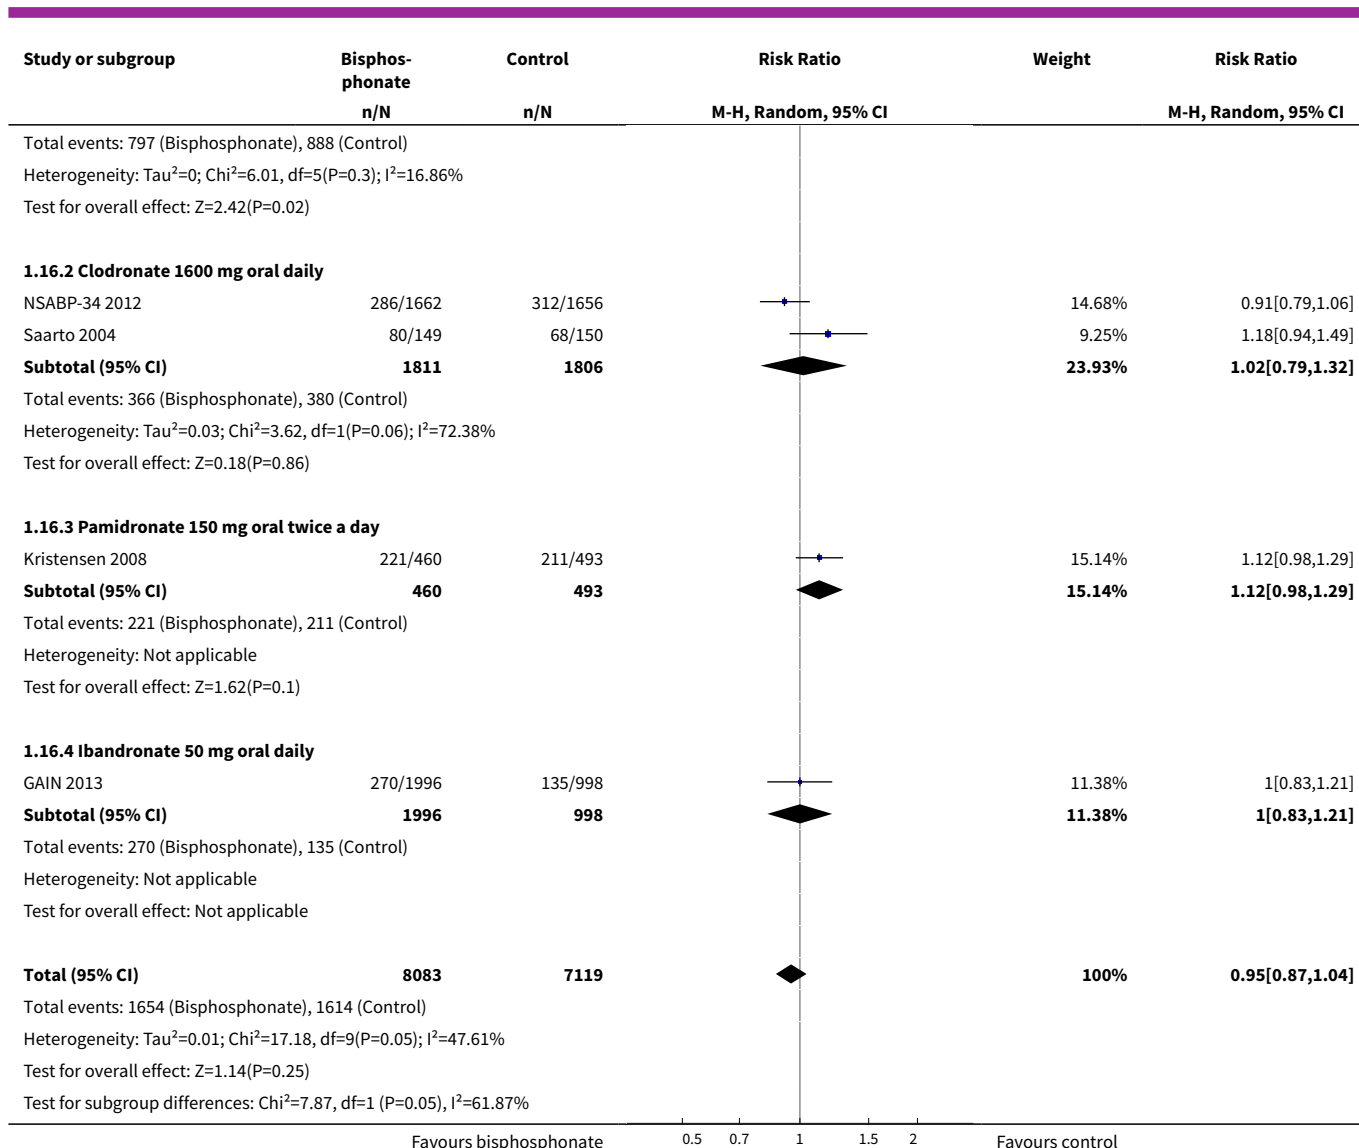 Study or subgroup Bisphos- Control Risk Ratio Weight Risk Ratio
phonate
n/N n/N M-H, Random, 95% CI M-H, Random, 95% CI
Total events: 797 (Bisphosphonate), 888 (Control)
Heterogeneity: Tau²=0; Chi²=6.01, df=5(P=0.3); I²=16.86%
Test for overall effect: Z=2.42(P=0.02)
1.16.2 Clodronate 1600 mg oral daily
NSABP-34 2012 286/1662 312/1656 14.68% 0.91[0.79,1.06]
Saarto 2004 80/149 68/150 9.25% 1.18[0.94,1.49]
Subtotal (95% CI) 1811 1806 23.93% 1.02[0.79,1.32]
Total events: 366 (Bisphosphonate), 380 (Control)
Heterogeneity: Tau²=0.03; Chi²=3.62, df=1(P=0.06); I²=72.38%
Test for overall effect: Z=0.18(P=0.86)
1.16.3 Pamidronate 150 mg oral twice a day
Kristensen 2008 221/460 211/493 15.14% 1.12[0.98,1.29]
Subtotal (95% CI) 460 493 15.14% 1.12[0.98,1.29]
Total events: 221 (Bisphosphonate), 211 (Control)
Heterogeneity: Not applicable
Test for overall effect: Z=1.62(P=0.1)
1.16.4 Ibandronate 50 mg oral daily
GAIN 2013 270/1996 135/998 11.38% 1[0.83,1.21]
Subtotal (95% CI) 1996 998 11.38% 1[0.83,1.21]
Total events: 270 (Bisphosphonate), 135 (Control)
Heterogeneity: Not applicable
Test for overall effect: Not applicable
Total (95% CI) 8083 7119 100% 0.95[0.87,1.04]
Total events: 1654 (Bisphosphonate), 1614 (Control)
Heterogeneity: Tau²=0.01; Chi²=17.18, df=9(P=0.05); I²=47.61%
Test for overall effect: Z=1.14(P=0.25)
Test for subgroup differences: Chi²=7.87, df=1 (P=0.05), I²=61.87%
Favours bisphosphonate 0.5 0.7 1 1.5 2 Favours control